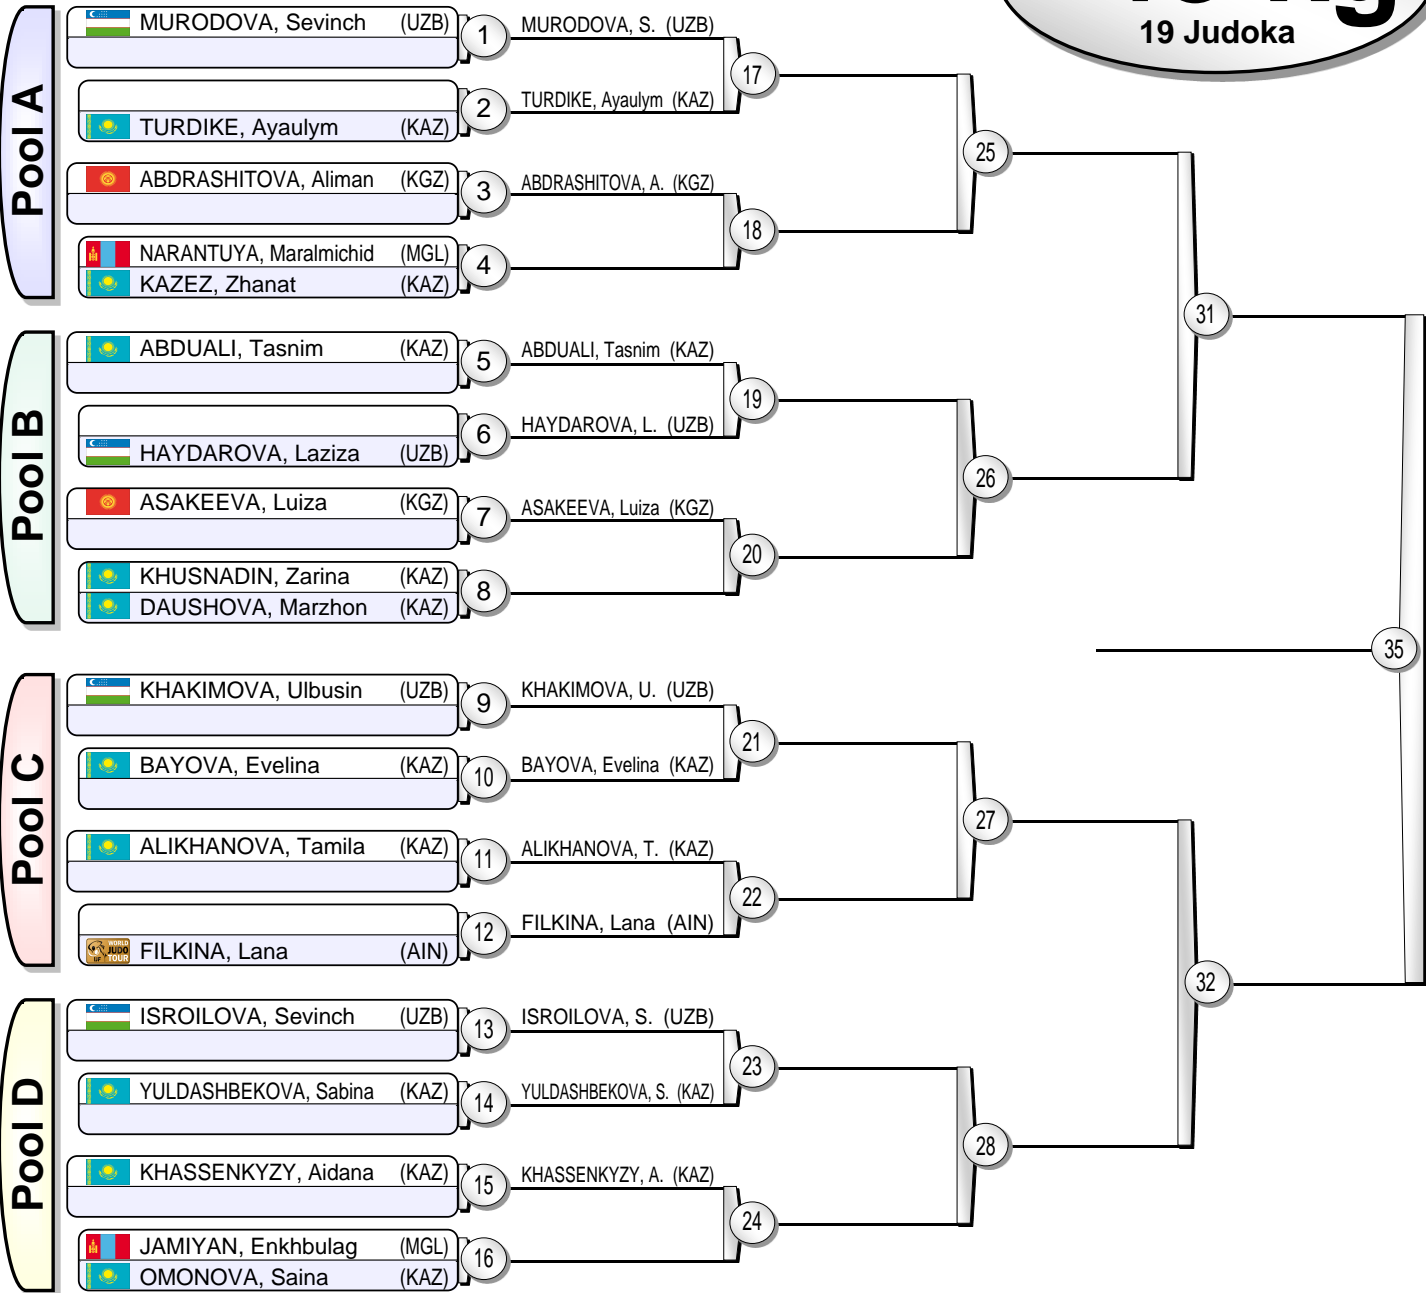 19 Judoka
Pool A
MURODOVA, Sevinch (UZB) 1 MURODOVA, S. (UZB)
17
2 TURDIKE, Ayaulym (KAZ)
TURDIKE, Ayaulym (KAZ)
25
ABDRASHITOVA, Aliman (KGZ) 3 ABDRASHITOVA, A. (KGZ)
18
NARANTUYA, Maralmichid (MGL) 4
KAZEZ, Zhanat (KAZ)
31
Pool B
ABDUALI, Tasnim (KAZ) 5 ABDUALI, Tasnim (KAZ)
19
6 HAYDAROVA, L. (UZB)
HAYDAROVA, Laziza (UZB)
26
ASAKEEVA, Luiza (KGZ) 7 ASAKEEVA, Luiza (KGZ)
20
KHUSNADIN, Zarina (KAZ) 8
DAUSHOVA, Marzhon (KAZ)
35
Pool C
KHAKIMOVA, Ulbusin (UZB) 9 KHAKIMOVA, U. (UZB)
21
BAYOVA, Evelina (KAZ) 10 BAYOVA, Evelina (KAZ)
27
ALIKHANOVA, Tamila (KAZ) 11 ALIKHANOVA, T. (KAZ)
22
12 FILKINA, Lana (AIN)
WORLD JUDO TOUR FILKINA, Lana (AIN)
32
Pool D
ISROILOVA, Sevinch (UZB) 13 ISROILOVA, S. (UZB)
23
YULDASHBEKOVA, Sabina (KAZ) 14 YULDASHBEKOVA, S. (KAZ)
28
KHASSENKYZY, Aidana (KAZ) 15 KHASSENKYZY, A. (KAZ)
24
JAMIYAN, Enkhbulag (MGL) 16
OMONOVA, Saina (KAZ)